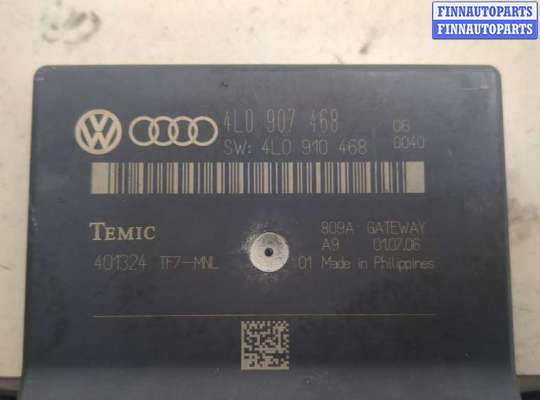 FINNAUTOPARTS
FINNAUTOPARTS
4L0 907 468 06
SW: 4L0 910 468 0040
TEMIC 809A GATEWAY
A9 01.07.06
401324 TF7-MNL 01 Made in Philippines